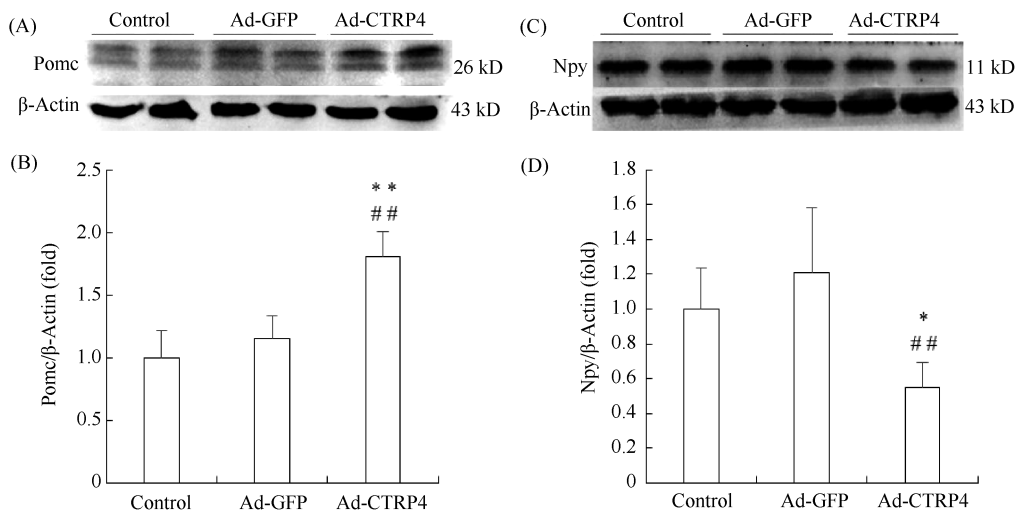 (A)
Control Ad-GFP Ad-CTRP4
Pomc 26 kD
β-Actin 43 kD
(C)
Control Ad-GFP Ad-CTRP4
Npy 11 kD
β-Actin 43 kD
(B)
Pomc/β-Actin (fold)
2.5
2.0
1.5
1.0
0.5
0
* *
# #
Control Ad-GFP Ad-CTRP4
(D)
Npy/β-Actin (fold)
1.8
1.6
1.4
1.2
1.0
0.8
0.6
0.4
0.2
0
*
# #
Control Ad-GFP Ad-CTRP4